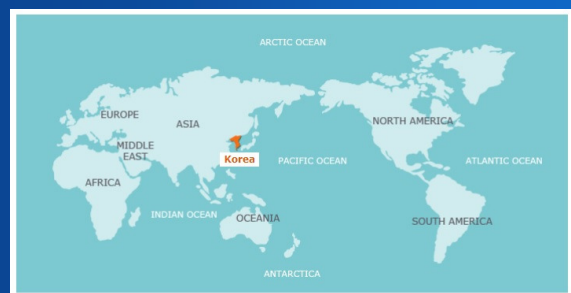 ARCTIC OCEAN
EUROPE
ASIA
NORTH AMERICA
MIDDLE
EAST
Korea
PACIFIC OCEAN
ATLANTIC OCEAN
AFRICA
INDIAN OCEAN
OCEANIA
SOUTH AMERICA
ANTARCTICA